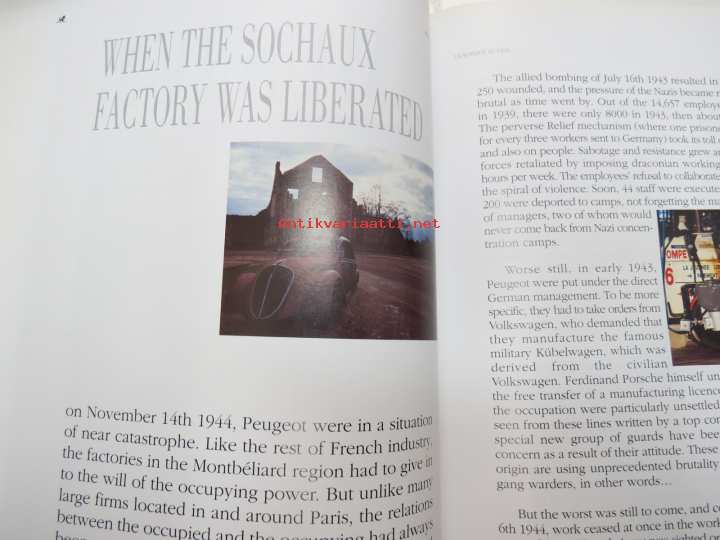 WHEN THE SOCHAUX
FACTORY WAS LIBERATED
antikvariaatti.net
on November 14th 1944, Peugeot were in a situation
of near catastrophe. Like the rest of French industry,
the factories in the Montbéliard region had to give in
to the will of the occupying power. But unlike many
large firms located in and around Paris, the relations
between the occupied and the occupying had always
The allied bombing of July 16th 1943 resulted in
250 wounded, and the pressure of the Nazis became
brutal as time went by. Out of the 14,657
in 1939, there were only 8000 in 1943, then
The perverse Relief mechanism (where one
for every three workers sent to Germany) took its toll
and also on people. Sabotage and resistance grew
forces retaliated by imposing draconian
hours per week. The employees' refusal to
the spiral of violence. Soon, 44 staff were
200 were deported to camps, not forgetting the
of managers, two of whom would
never come back from Nazi concen-
tration camps.
OMPE
6
Worse still, in early 1943,
Peugeot were put under the direct
German management. To be more
specific, they had to take orders from
Volkswagen, who demanded that
they manufacture the famous
military Kübelwagen, which was
derived from the civilian
Volkswagen. Ferdinand Porsche himself
the free transfer of a manufacturing
the occupation were particularly
seen from these lines written by a top
special new group of guards have been
concern as a result of their attitude. These
origin are using unprecedented brutality
gang warders, in other words...
But the worst was still to come, and
6th 1944, work ceased at once in the